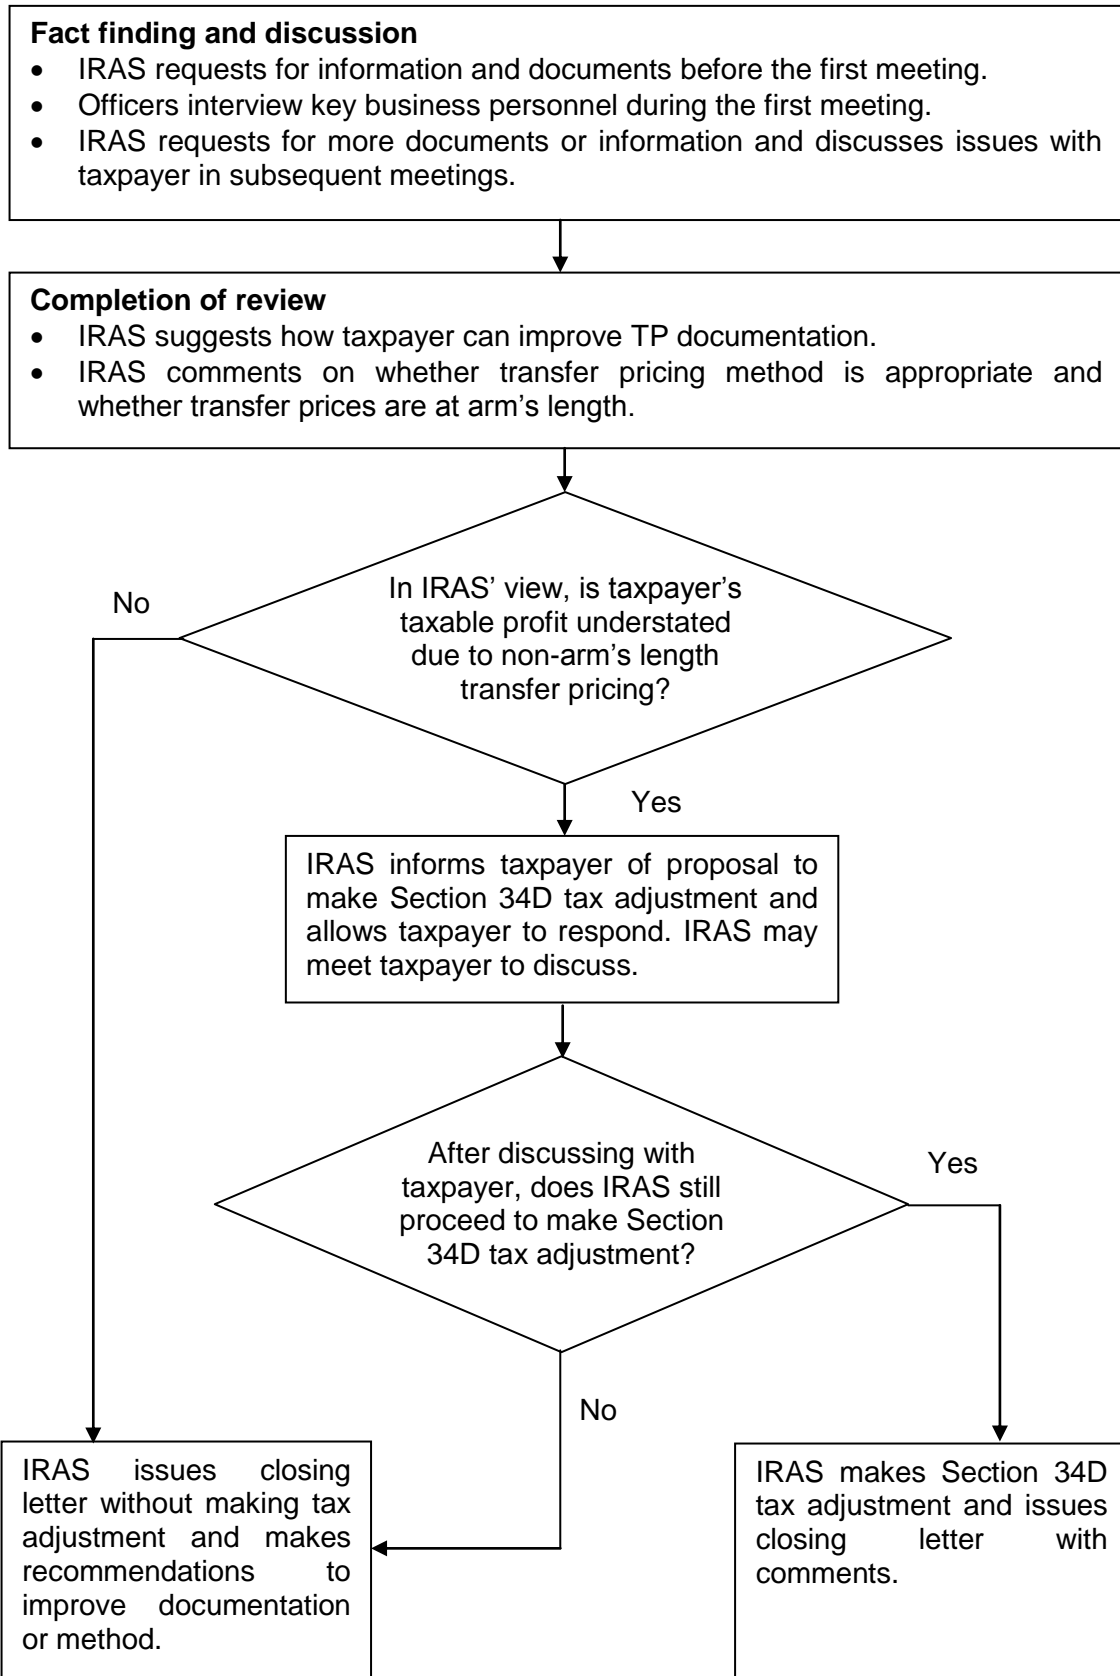 Fact finding and discussion
• IRAS requests for information and documents before the first meeting.
• Officers interview key business personnel during the first meeting.
• IRAS requests for more documents or information and discusses issues with
taxpayer in subsequent meetings.
Completion of review
• IRAS suggests how taxpayer can improve TP documentation.
• IRAS comments on whether transfer pricing method is appropriate and
whether transfer prices are at arm’s length.
No
In IRAS’ view, is taxpayer’s
taxable profit understated
due to non-arm’s length
transfer pricing?
Yes
IRAS informs taxpayer of proposal to
make Section 34D tax adjustment and
allows taxpayer to respond. IRAS may
meet taxpayer to discuss.
After discussing with
taxpayer, does IRAS still
proceed to make Section
34D tax adjustment?
Yes
No
IRAS issues closing
letter without making tax
adjustment and makes
recommendations to
improve documentation
or method.
IRAS makes Section 34D
tax adjustment and issues
closing letter with
comments.